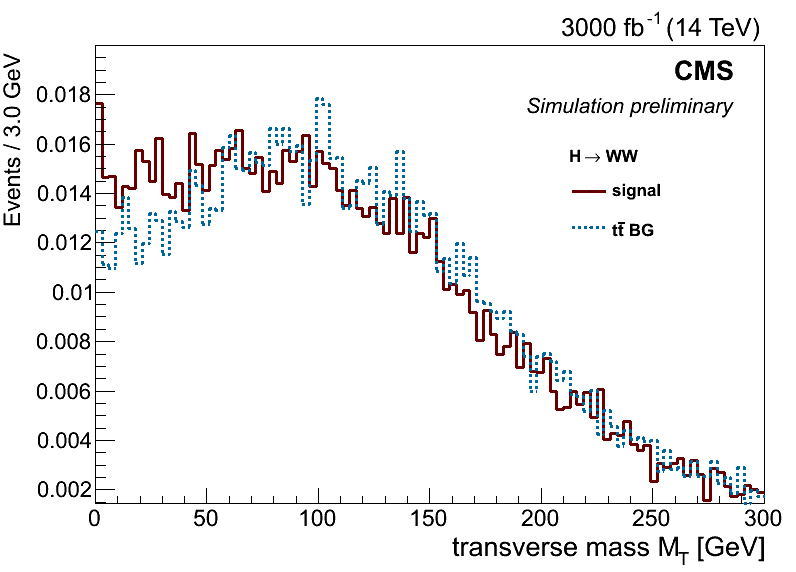 3000 fb-1 (14 TeV)
CMS
Simulation preliminary
H → WW
signal
tt̄ BG
Events / 3.0 GeV
0.018
0.016
0.014
0.012
0.01
0.008
0.006
0.004
0.002
0 50 100 150 200 250 300
transverse mass MT [GeV]